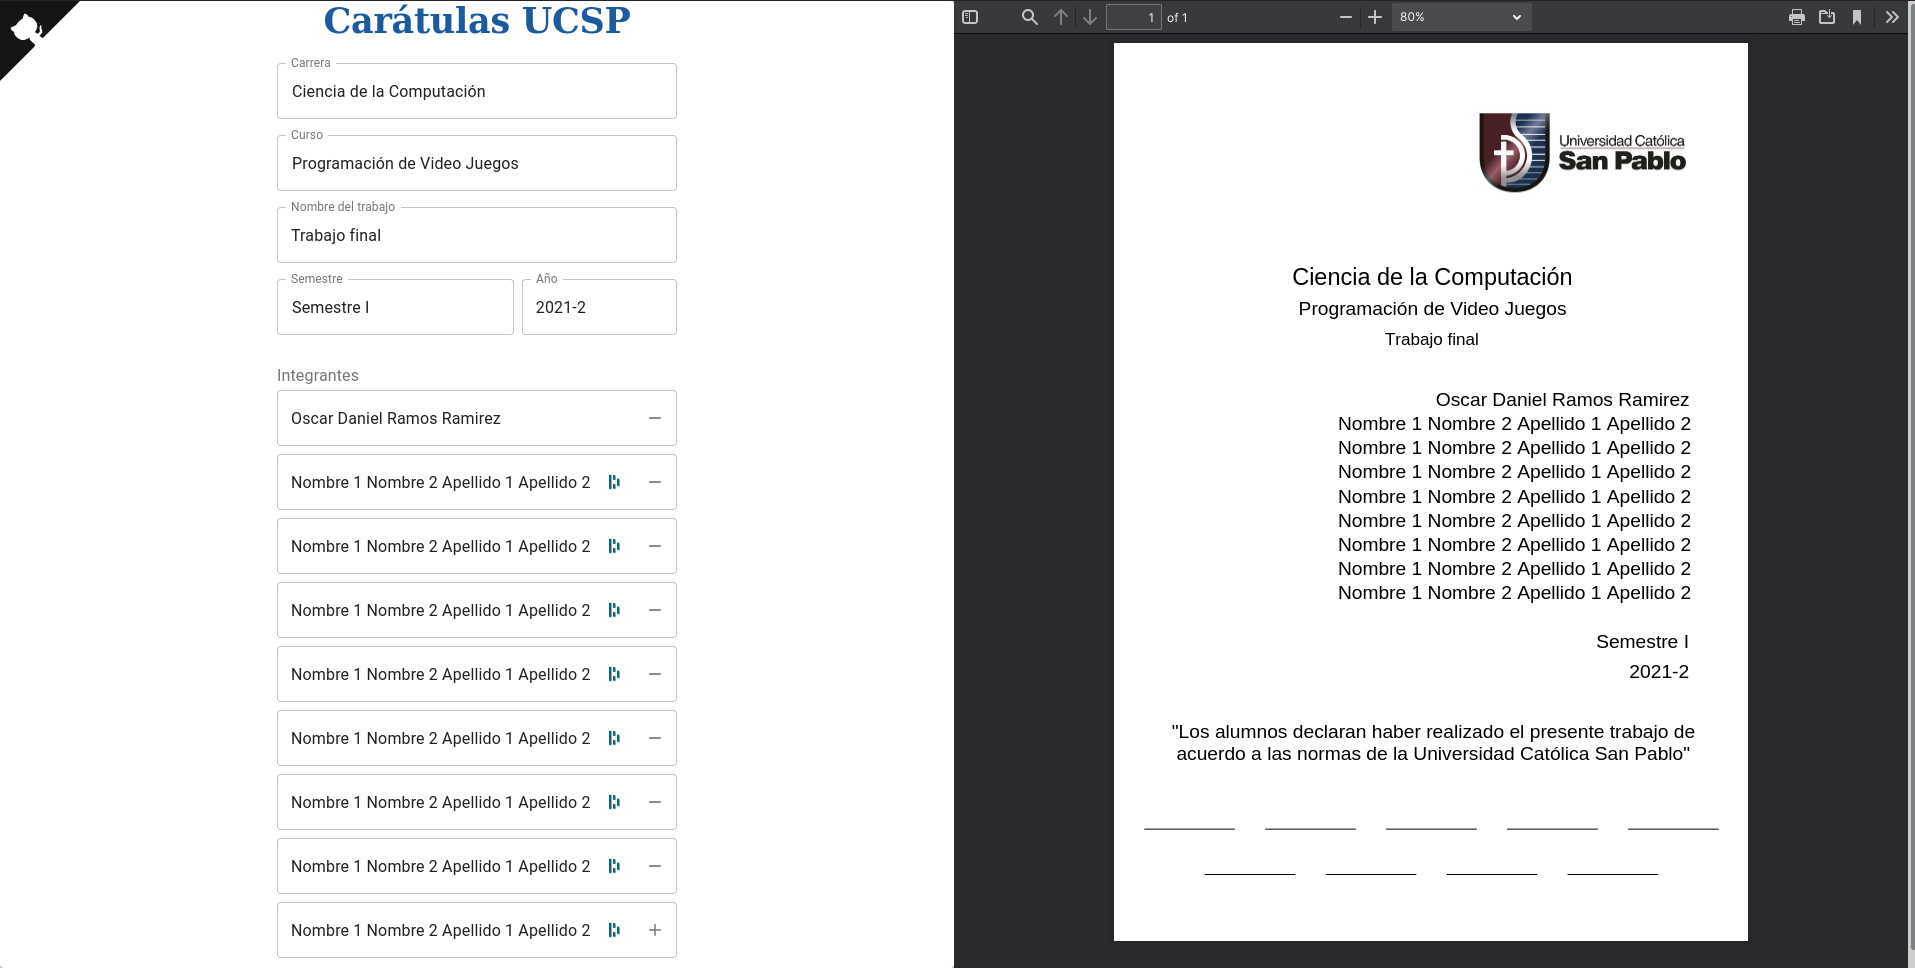 Carátulas UCSP
Carrera
Ciencia de la Computación
Curso
Programación de Video Juegos
Nombre del trabajo
Trabajo final
Semestre
Semestre I
Año
2021-2
Integrantes
Oscar Daniel Ramos Ramirez
Nombre 1 Nombre 2 Apellido 1 Apellido 2
Nombre 1 Nombre 2 Apellido 1 Apellido 2
Nombre 1 Nombre 2 Apellido 1 Apellido 2
Nombre 1 Nombre 2 Apellido 1 Apellido 2
Nombre 1 Nombre 2 Apellido 1 Apellido 2
Nombre 1 Nombre 2 Apellido 1 Apellido 2
Nombre 1 Nombre 2 Apellido 1 Apellido 2
Nombre 1 Nombre 2 Apellido 1 Apellido 2
1 of 1
80%
Universidad Católica
San Pablo
Ciencia de la Computación
Programación de Video Juegos
Trabajo final
Oscar Daniel Ramos Ramirez
Nombre 1 Nombre 2 Apellido 1 Apellido 2
Nombre 1 Nombre 2 Apellido 1 Apellido 2
Nombre 1 Nombre 2 Apellido 1 Apellido 2
Nombre 1 Nombre 2 Apellido 1 Apellido 2
Nombre 1 Nombre 2 Apellido 1 Apellido 2
Nombre 1 Nombre 2 Apellido 1 Apellido 2
Nombre 1 Nombre 2 Apellido 1 Apellido 2
Nombre 1 Nombre 2 Apellido 1 Apellido 2
Semestre I
2021-2
"Los alumnos declaran haber realizado el presente trabajo de
acuerdo a las normas de la Universidad Católica San Pablo"